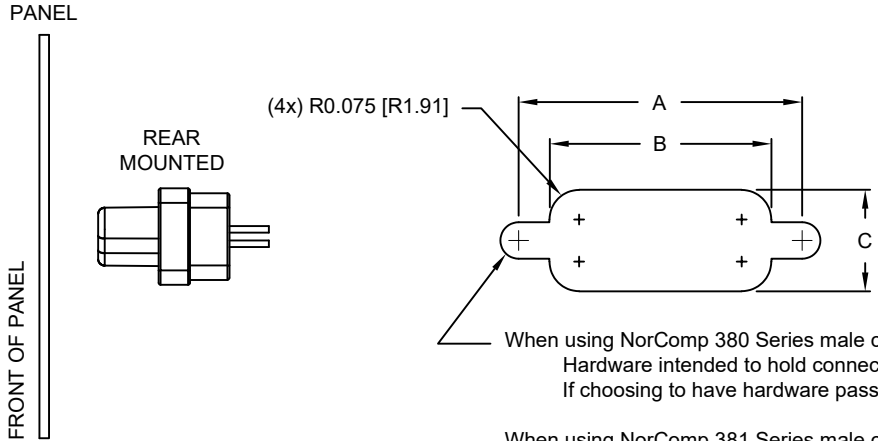 PANEL
FRONT OF PANEL
REAR
MOUNTED
(4x) R0.075 [R1.91]
A
B
C
When using NorComp 380 Series male
Hardware intended to hold
If choosing to have hardware pass
When using NorComp 381 Series male